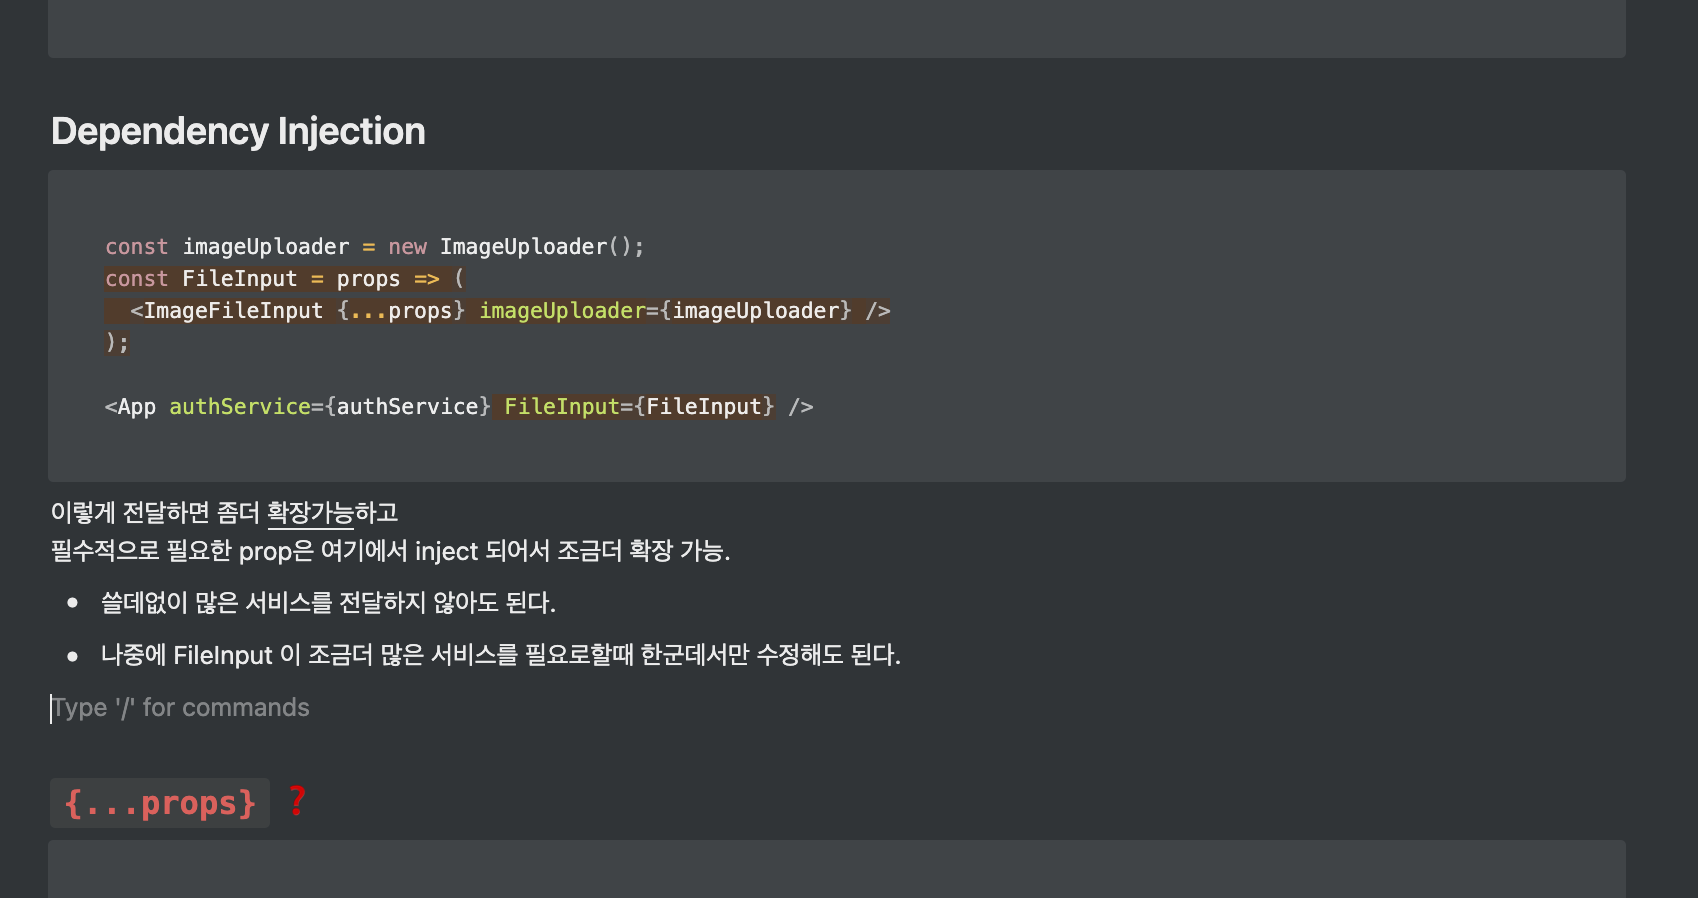 Dependency Injection
const imageUploader = new ImageUploader();
const FileInput = props => (
  <ImageFileInput {...props} imageUploader={imageUploader} />
);
<App authService={authService} FileInput={FileInput} />
이렇게 전달하면 좀더 확장가능하고
필수적으로 필요한 prop은 여기에서 inject 되어서 조금더 확장 가능.
• 쓸데없이 많은 서비스를 전달하지 않아도 된다.
• 나중에 FileInput 이 조금더 많은 서비스를 필요로할때 한군데서만 수정해도 된다.
Type '/' for commands
{...props} ❓